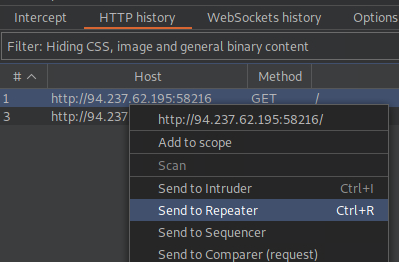 Intercept HTTP history WebSockets history Options
Filter: Hiding CSS, image and general binary content
# Host Method
1 http://94.237.62.195:58216 GET /
3 http://94.237
http://94.237.62.195:58216/
Add to scope
Scan
Send to Intruder Ctrl+I
Send to Repeater Ctrl+R
Send to Sequencer
Send to Comparer (request)